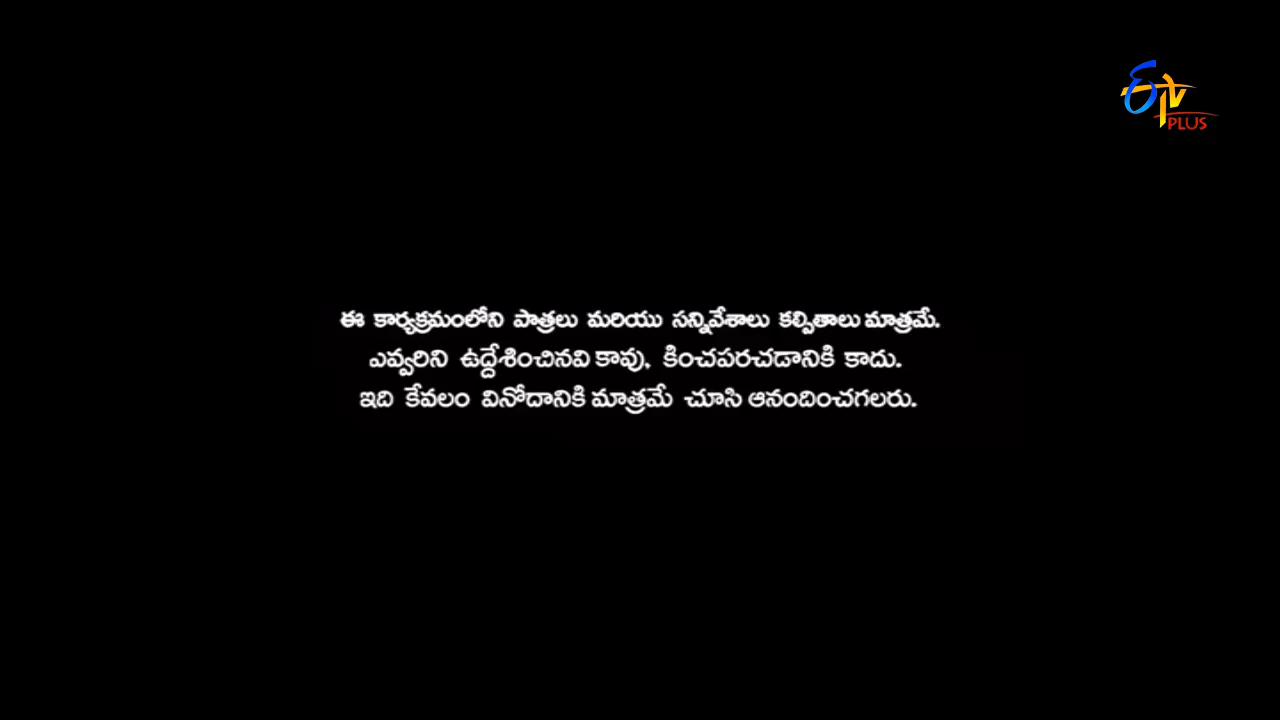 ETV
PLUS
ఈ కార్యక్రమంలోని పాత్రలు మరియు సన్నివేశాలు కల్పితాలు మాత్రమే.
ఎవ్వరిని ఉద్దేశించినవి కావు, కించపరచడానికి కాదు.
ఇది కేవలం వినోదానికి మాత్రమే చూసి ఆనందించగలరు.